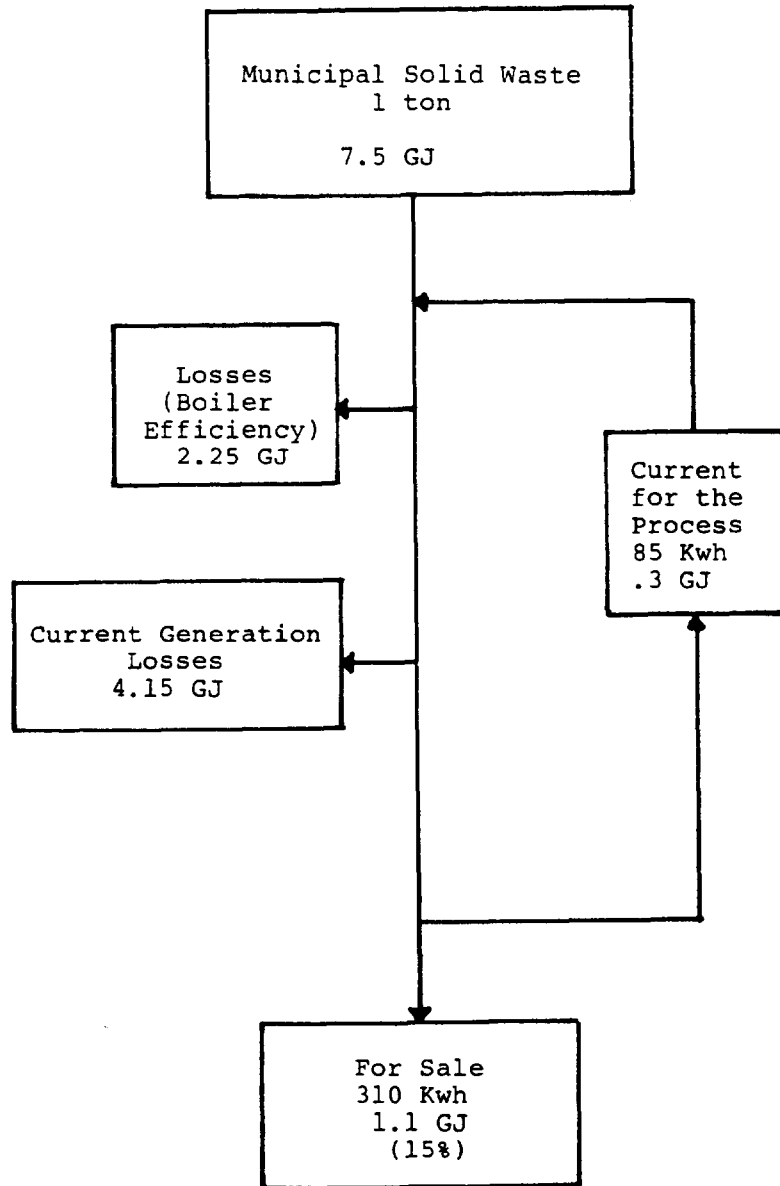 Municipal Solid Waste
1 ton
7.5 GJ
Losses
(Boiler
Efficiency)
2.25 GJ
Current
for the
Process
85 Kwh
.3 GJ
Current Generation
Losses
4.15 GJ
For Sale
310 Kwh
1.1 GJ
(15%)